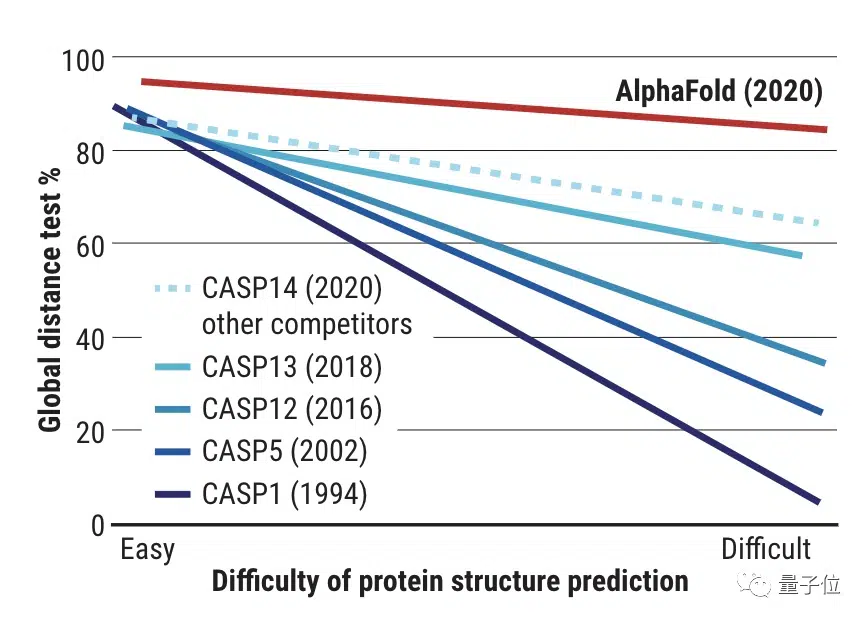 100
AlphaFold (2020)
80
60
40
20
0
Global distance test %
CASP14 (2020)
other competitors
CASP13 (2018)
CASP12 (2016)
CASP5 (2002)
CASP1 (1994)
Easy
Difficult
Difficulty of protein structure prediction
量子位